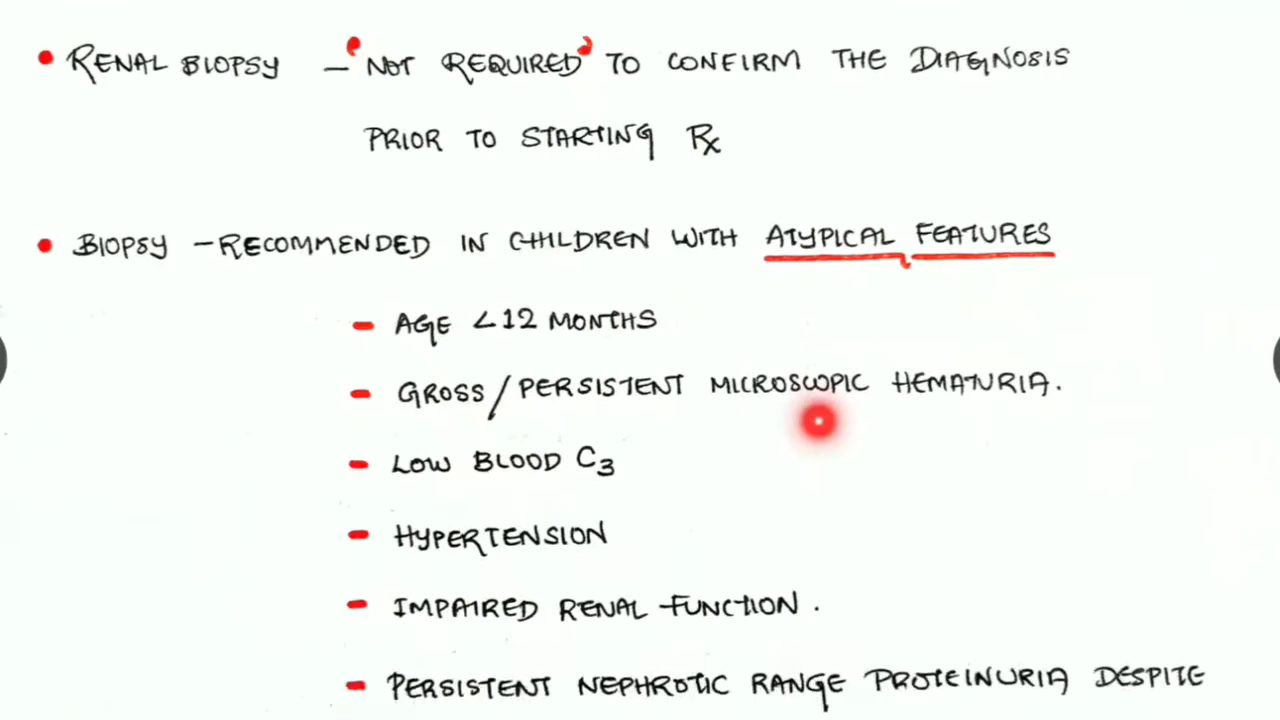 • RENAL BIOPSY – 'NOT REQUIRED' TO CONFIRM THE DIAGNOSIS
PRIOR TO STARTING Rx
• BIOPSY – RECOMMENDED IN CHILDREN WITH ATYPICAL FEATURES
- AGE <12 MONTHS
- GROSS/PERSISTENT MICROSCOPIC HEMATURIA.
- LOW BLOOD C3
- HYPERTENSION
- IMPAIRED RENAL FUNCTION.
- PERSISTENT NEPHROTIC RANGE PROTEINURIA DESPITE